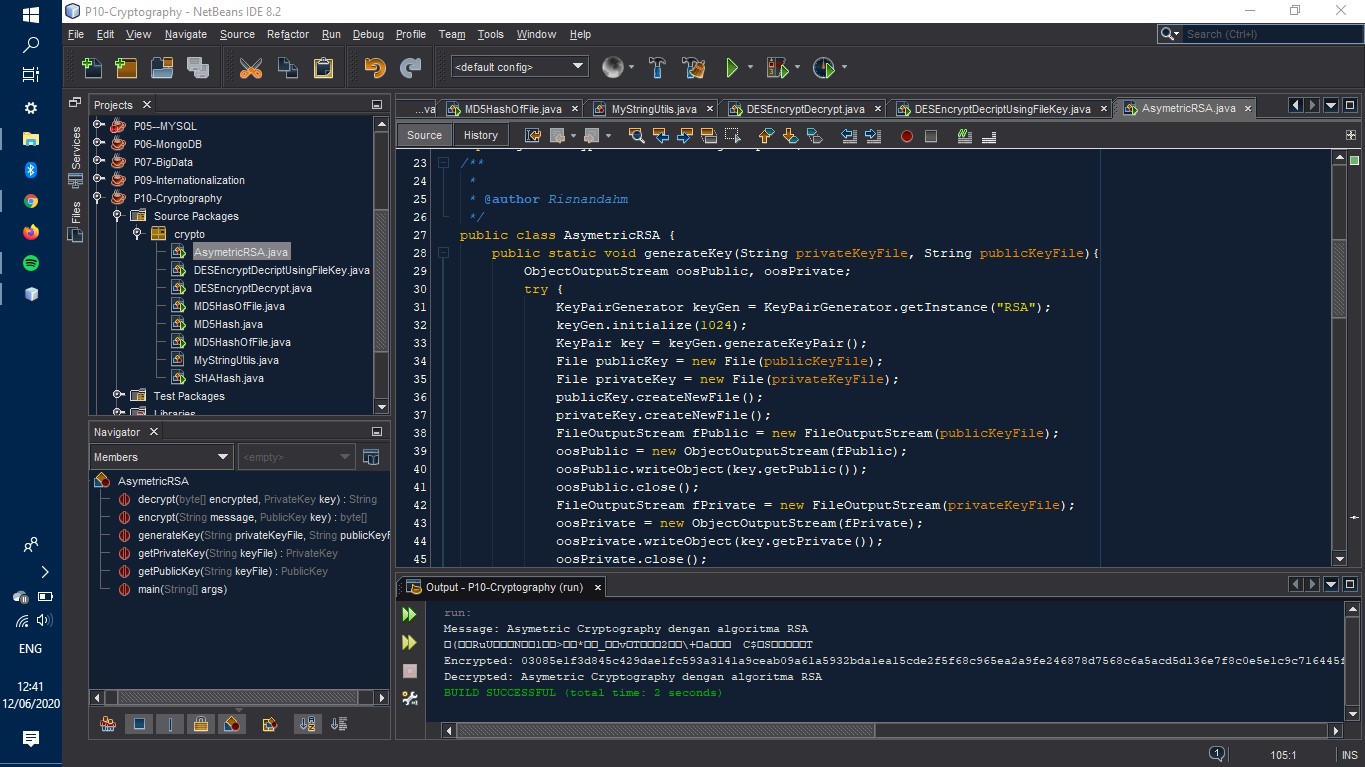 P10-Cryptography - NetBeans IDE 8.2
File Edit View Navigate Source Refactor Run Debug Profile Team Tools Window Help
Search (Ctrl+I)
<default config>
Projects
Services
Files
P05--MYSQL
P06-MongoDB
P07-BigData
P09-Internationalization
P10-Cryptography
Source Packages
crypto
AsymetricRSA.java
DESEncryptDecriptUsingFileKey.java
DESEncryptDecrypt.java
MD5HasOfFile.java
MD5Hash.java
MD5HashOfFile.java
MyStringUtils.java
SHAHash.java
Test Packages
Libraries
Navigator
Members
<empty>
AsymetricRSA
decrypt(byte[] encrypted, PrivateKey key) : String
encrypt(String message, PublicKey key) : byte[]
generateKey(String privateKeyFile, String publicKeyF
getPrivateKey(String keyFile) : PrivateKey
getPublicKey(String keyFile) : PublicKey
main(String[] args)
...va MD5HashOfFile.java MyStringUtils.java DESEncryptDecrypt.java DESEncryptDecriptUsingFileKey.java AsymetricRSA.java
Source History
23 /**
24 *
25 * @author Risnandahm
26 */
27 public class AsymetricRSA {
28 public static void generateKey(String privateKeyFile, String publicKeyFile){
29 ObjectOutputStream oosPublic, oosPrivate;
30 try {
31 KeyPairGenerator keyGen = KeyPairGenerator.getInstance("RSA");
32 keyGen.initialize(1024);
33 KeyPair key = keyGen.generateKeyPair();
34 File publicKey = new File(publicKeyFile);
35 File privateKey = new File(privateKeyFile);
36 publicKey.createNewFile();
37 privateKey.createNewFile();
38 FileOutputStream fPublic = new FileOutputStream(publicKeyFile);
39 oosPublic = new ObjectOutputStream(fPublic);
40 oosPublic.writeObject(key.getPublic());
41 oosPublic.close();
42 FileOutputStream fPrivate = new FileOutputStream(privateKeyFile);
43 oosPrivate = new ObjectOutputStream(fPrivate);
44 oosPrivate.writeObject(key.getPrivate());
45 oosPrivate.close();
Output - P10-Cryptography (run)
run:
Message: Asymetric Cryptography dengan algoritma RSA
Encrypted:
Decrypted: Asymetric Cryptography dengan algoritma RSA
BUILD SUCCESSFUL (total time: 2 seconds)
ENG
12:41
12/06/2020
1
105:1
INS